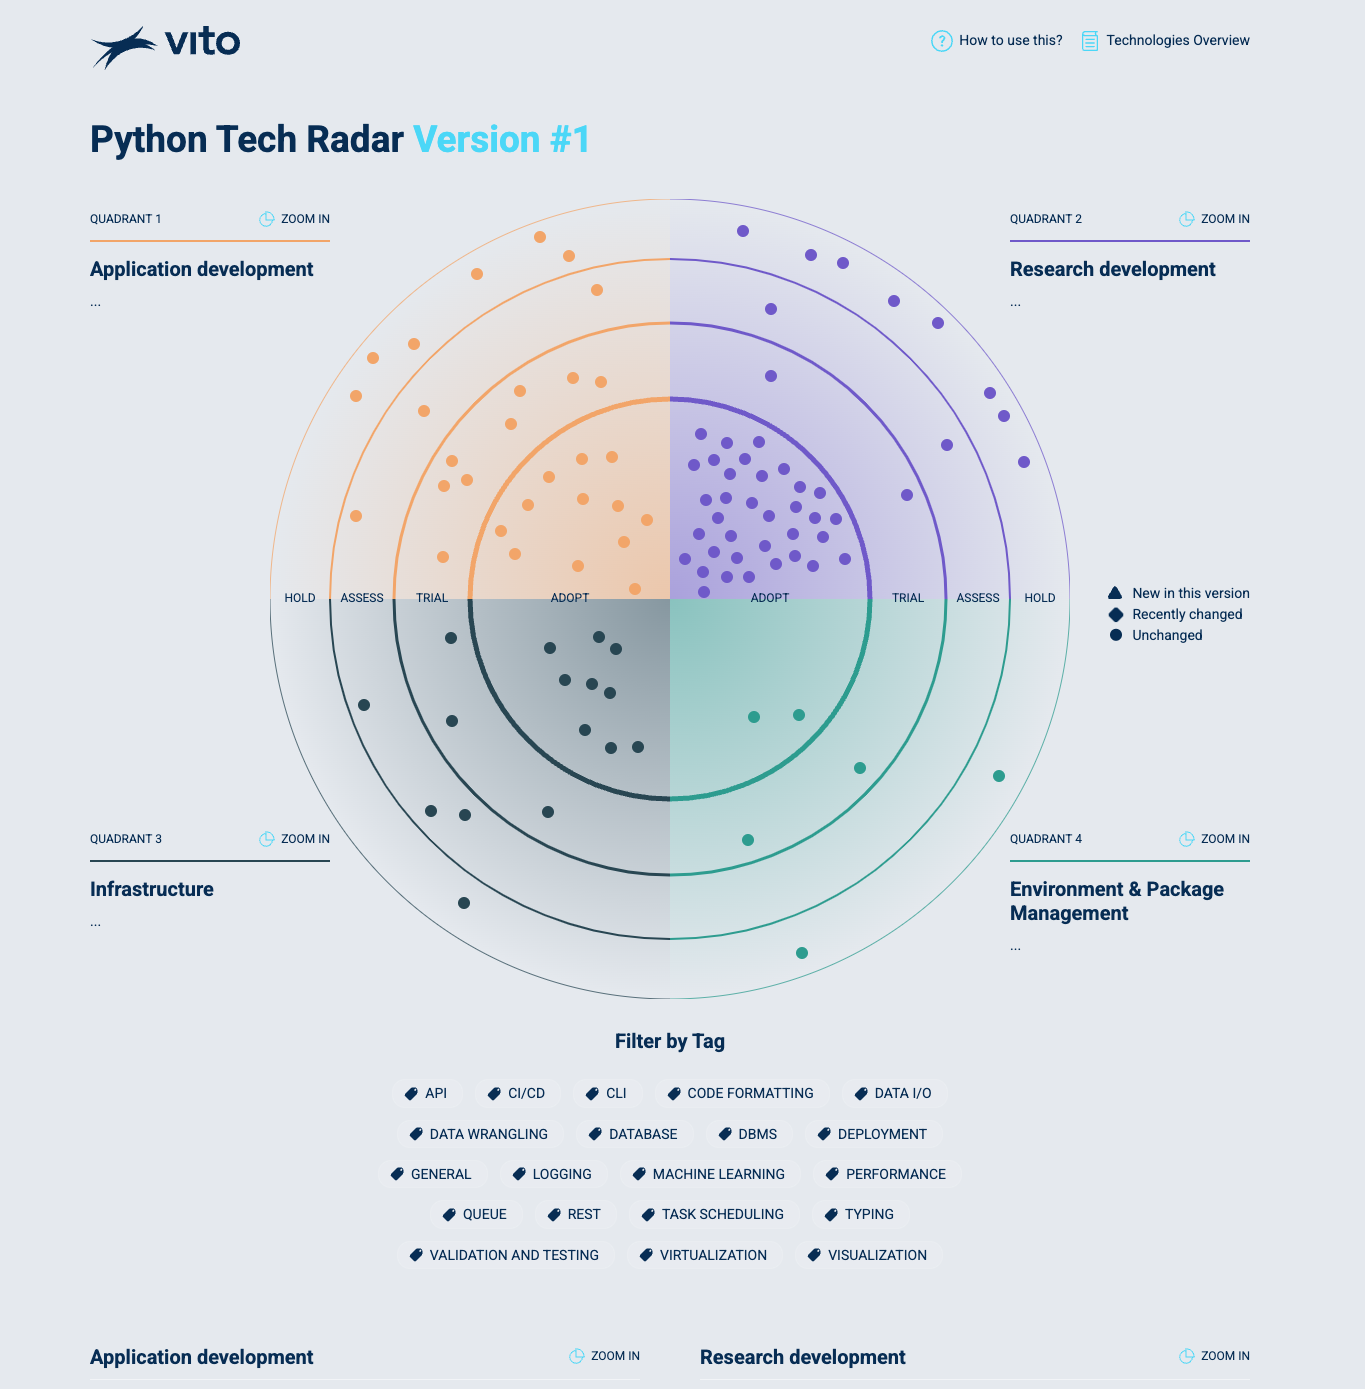 vito
How to use this? Technologies Overview
Python Tech Radar Version #1
QUADRANT 1 ZOOM IN
Application development
...
QUADRANT 2 ZOOM IN
Research development
...
HOLD ASSESS TRIAL ADOPT ADOPT TRIAL ASSESS HOLD
New in this version
Recently changed
Unchanged
QUADRANT 3 ZOOM IN
Infrastructure
...
QUADRANT 4 ZOOM IN
Environment & Package
Management
...
Filter by Tag
API CI/CD CLI CODE FORMATTING DATA I/O
DATA WRANGLING DATABASE DBMS DEPLOYMENT
GENERAL LOGGING MACHINE LEARNING PERFORMANCE
QUEUE REST TASK SCHEDULING TYPING
VALIDATION AND TESTING VIRTUALIZATION VISUALIZATION
Application development ZOOM IN
Research development ZOOM IN